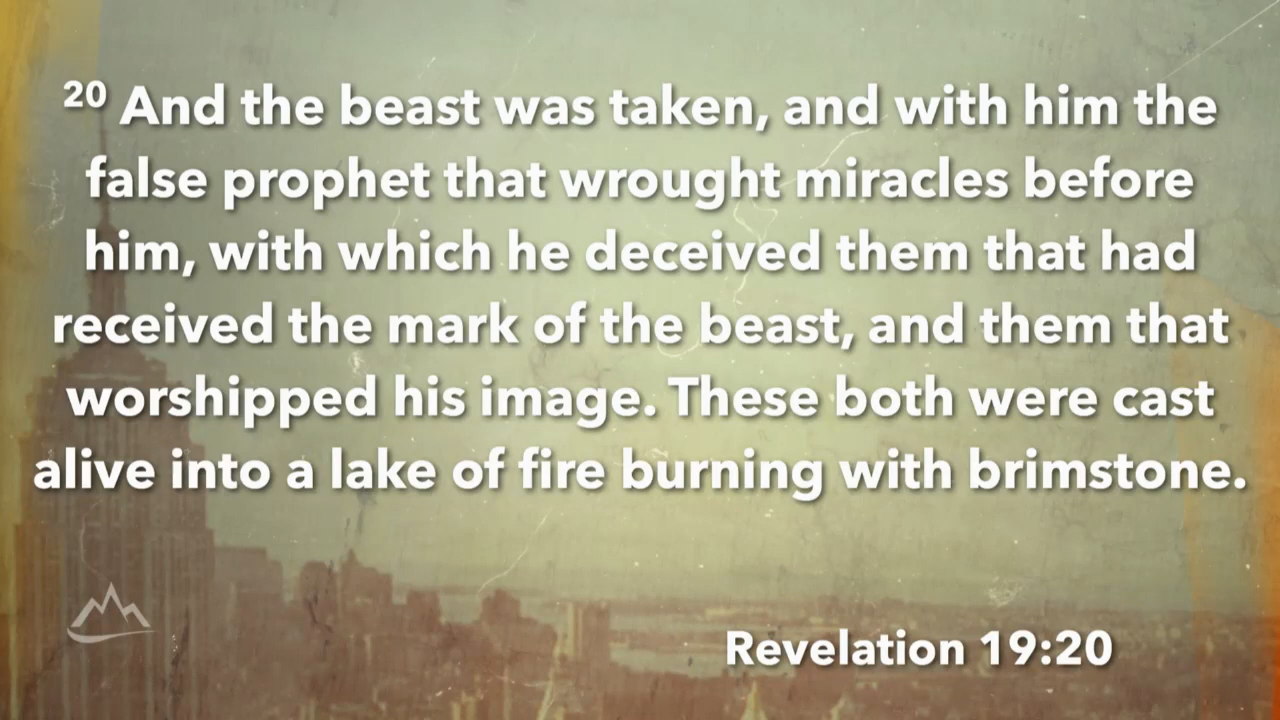 20 And the beast was taken, and with him the
false prophet that wrought miracles before
him, with which he deceived them that had
received the mark of the beast, and them that
worshipped his image. These both were cast
alive into a lake of fire burning with brimstone.
Revelation 19:20